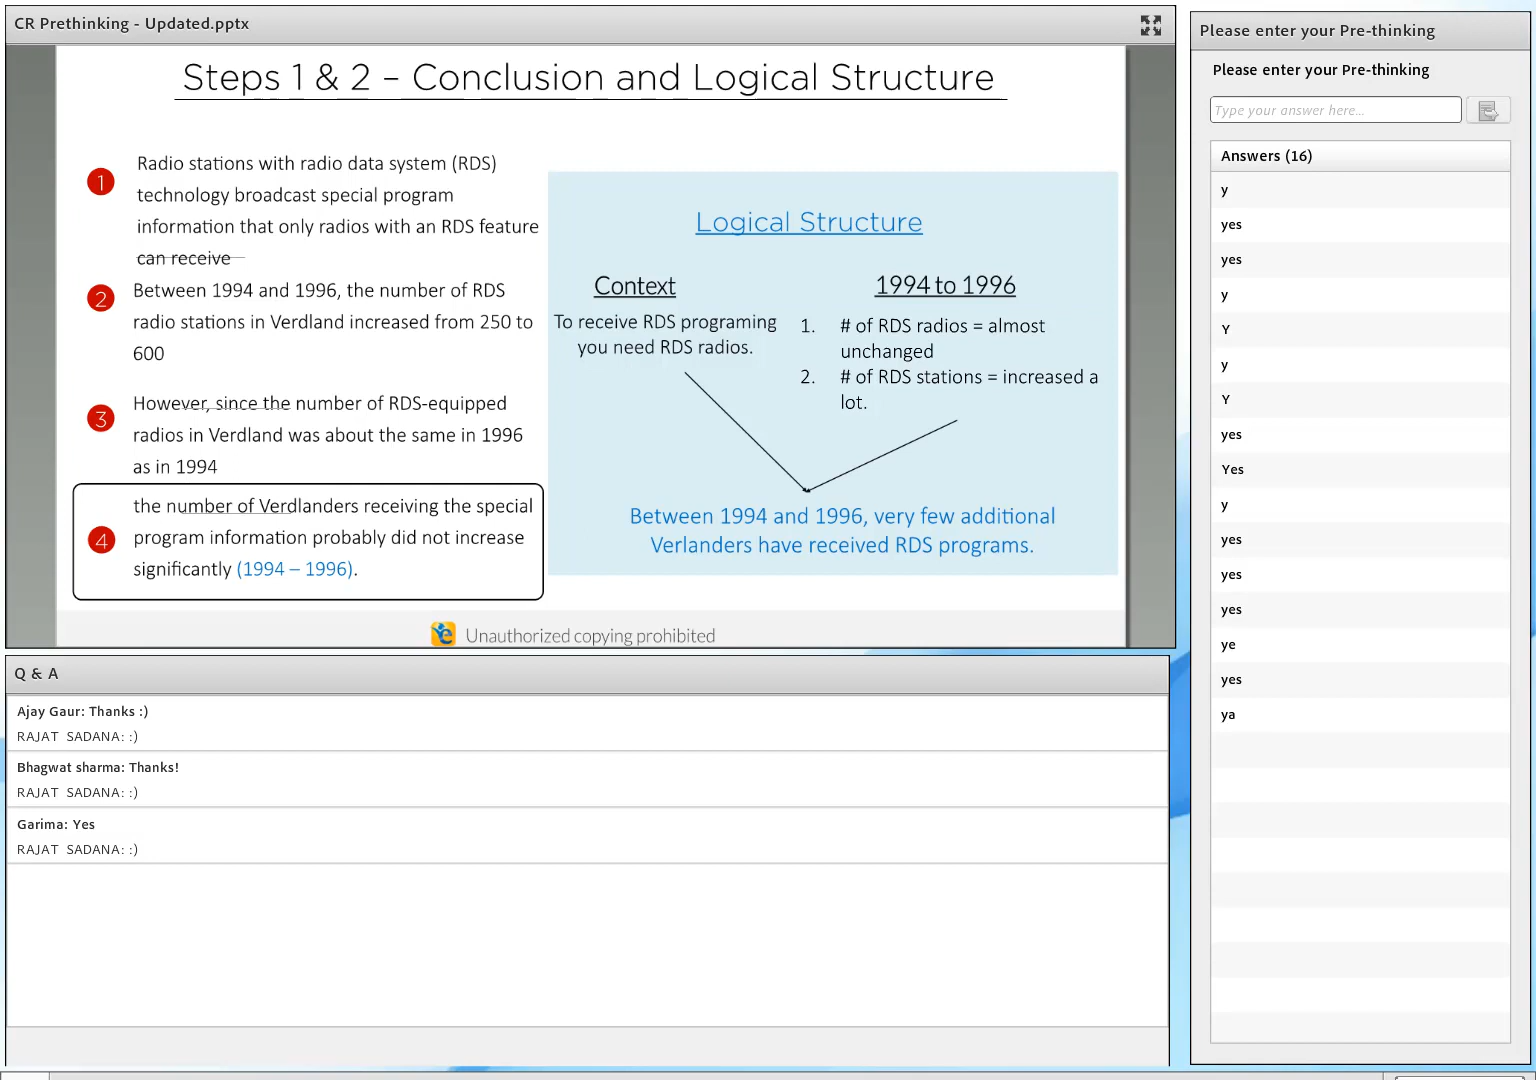 CR Prethinking - Updated.pptx
Steps 1 & 2 – Conclusion and Logical Structure
1
Radio stations with radio data system (RDS)
technology broadcast special program
information that only radios with an RDS feature
can receive
2
Between 1994 and 1996, the number of RDS
radio stations in Verdland increased from 250 to
600
3
However, since the number of RDS-equipped
radios in Verdland was about the same in 1996
as in 1994
4
the number of Verdlanders receiving the special
program information probably did not increase
significantly (1994 – 1996).
Logical Structure
Context
To receive RDS programing
you need RDS radios.
1994 to 1996
1. # of RDS radios = almost
unchanged
2. # of RDS stations = increased a
lot.
Between 1994 and 1996, very few additional
Verlanders have received RDS programs.
Unauthorized copying prohibited
Q & A
Ajay Gaur: Thanks :)
RAJAT SADANA: :)
Bhagwat sharma: Thanks!
RAJAT SADANA: :)
Garima: Yes
RAJAT SADANA: :)
Please enter your Pre-thinking
Please enter your Pre-thinking
Type your answer here...
Answers (16)
y
yes
yes
y
Y
y
Y
yes
Yes
y
yes
yes
yes
ye
yes
ya